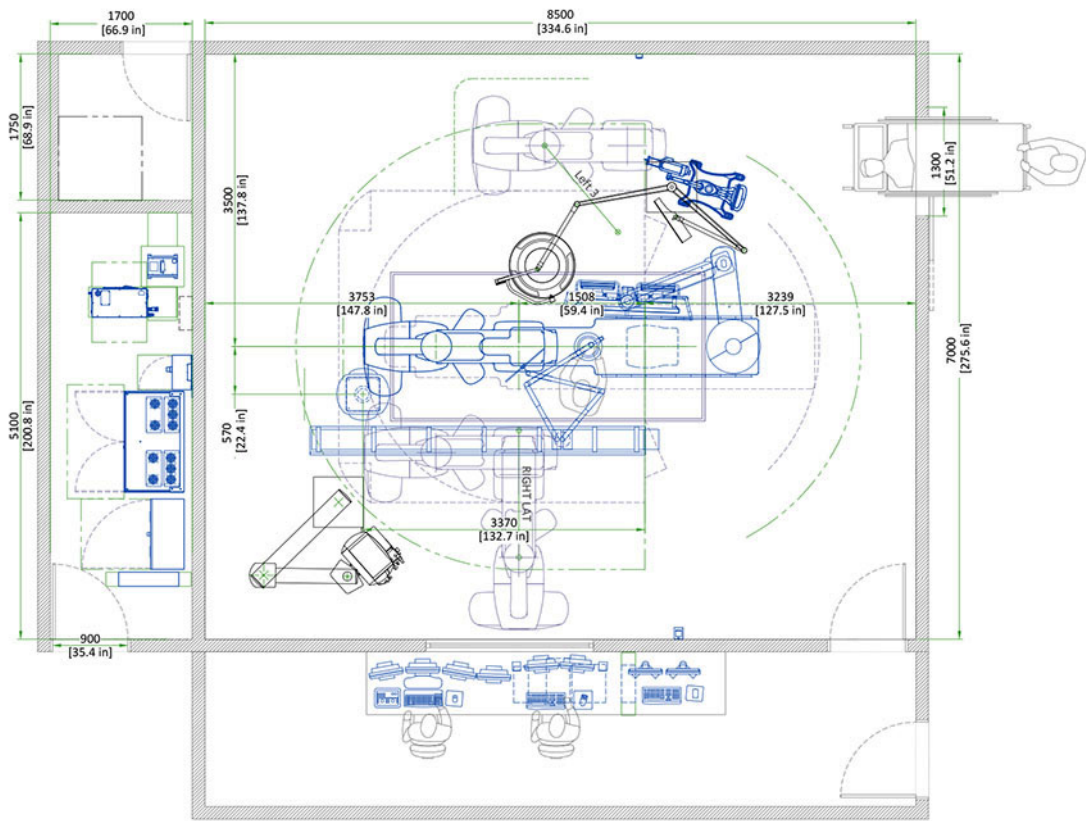 1700
[66.9 in]
8500
[334.6 in]
1750
[68.9 in]
3500
[137.8 in]
1300
[51.2 in]
Left 3
3753
[147.8 in]
1508
[59.4 in]
3239
[127.5 in]
7000
[275.6 in]
5100
[200.8 in]
570
[22.4 in]
RIGHT LAT
3370
[132.7 in]
900
[35.4 in]